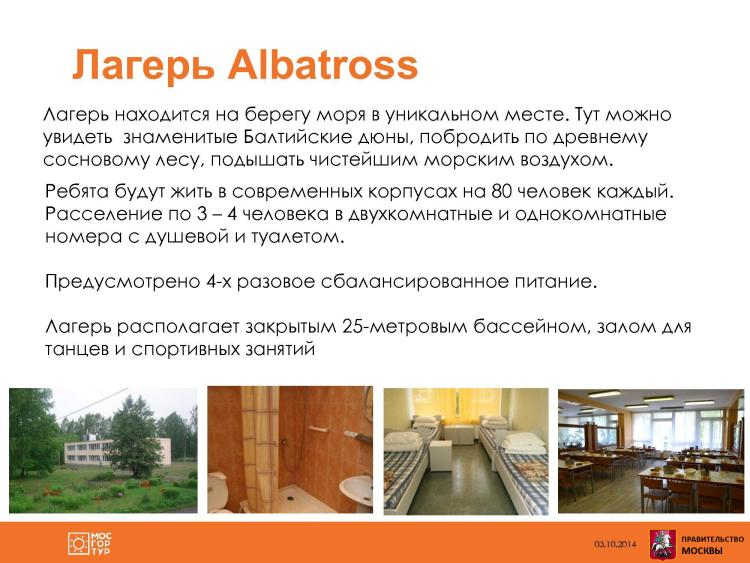 Лагерь Albatross
Лагерь находится на берегу моря в уникальном месте. Тут можно
увидеть  знаменитые Балтийские дюны, побродить по древнему
сосновому лесу, подышать чистейшим морским воздухом.
Ребята будут жить в современных корпусах на 80 человек каждый.
Расселение по 3 – 4 человека в двухкомнатные и однокомнатные
номера с душевой и туалетом.
Предусмотрено 4-х разовое сбалансированное питание.
Лагерь располагает закрытым 25-метровым бассейном, залом для
танцев и спортивных занятий
МОС
ГОР
ТУР
03.10.2014
ПРАВИТЕЛЬСТВО
МОСКВЫ